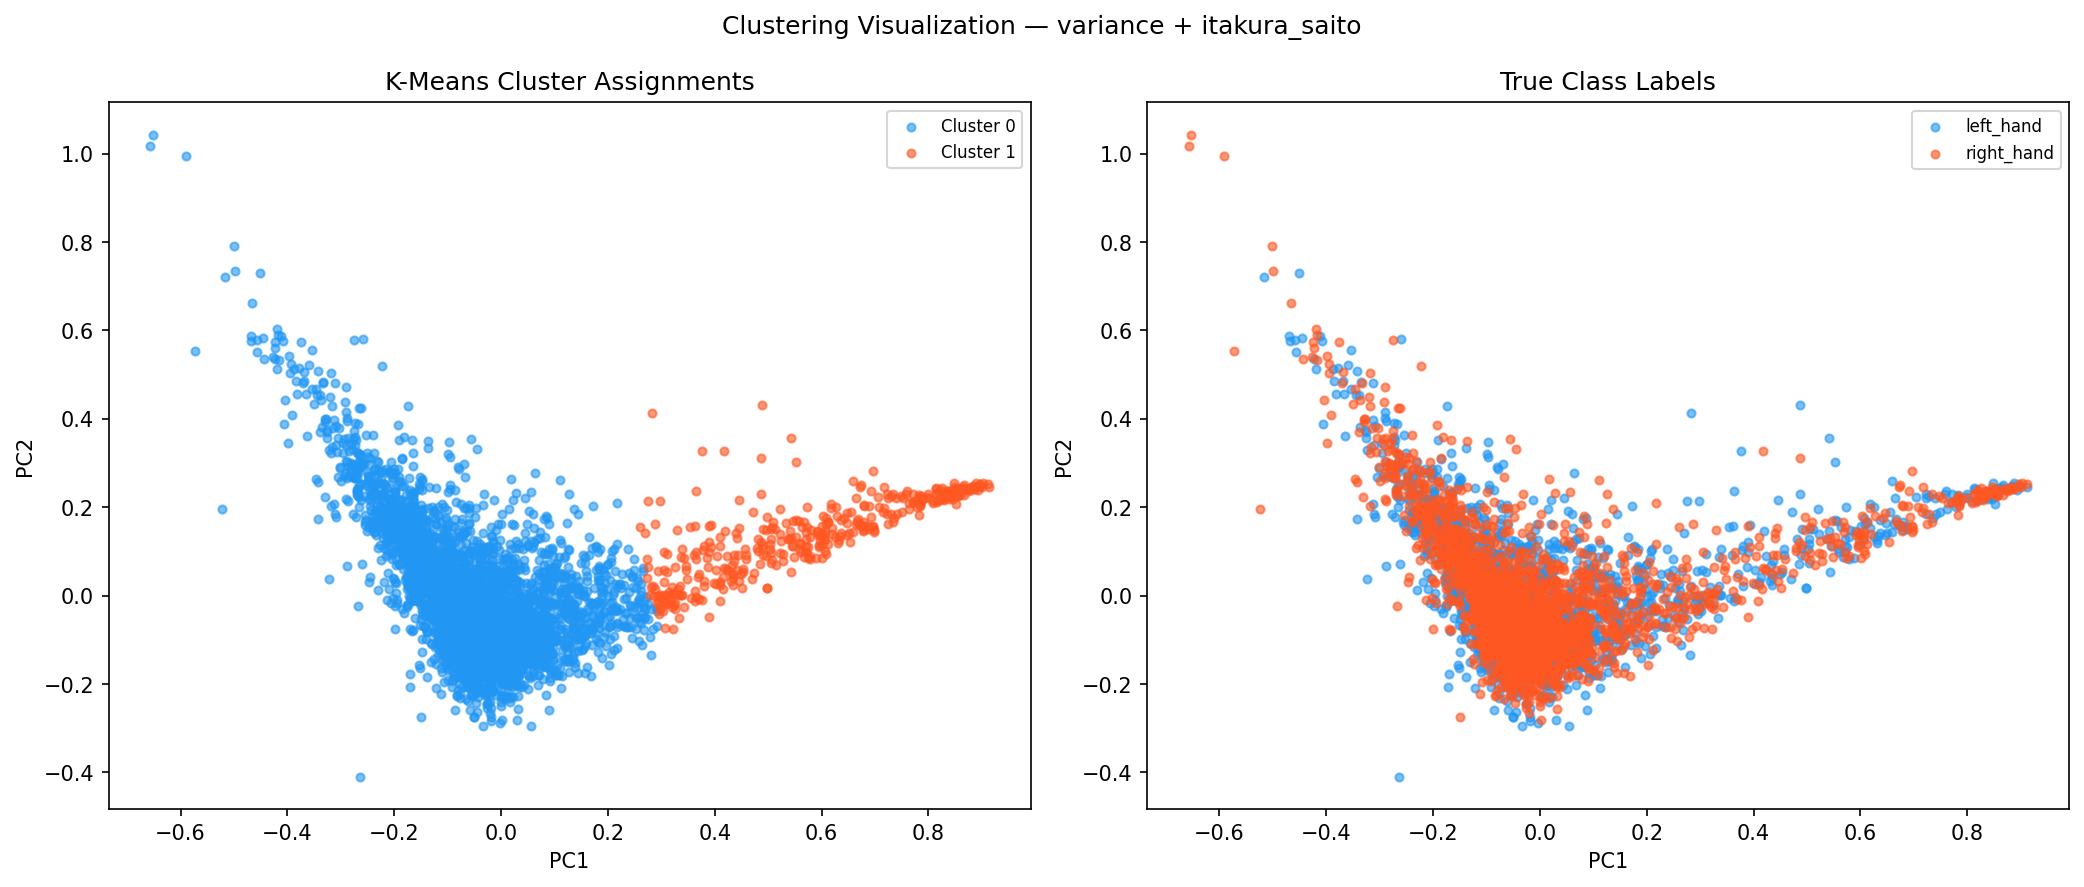 Clustering Visualization — variance + itakura_saito
K-Means Cluster Assignments
Cluster 0
Cluster 1
PC2
1.0
0.8
0.6
0.4
0.2
0.0
−0.2
−0.4
−0.6
−0.4
−0.2
0.0
0.2
0.4
0.6
0.8
PC1
True Class Labels
left_hand
right_hand
PC2
1.0
0.8
0.6
0.4
0.2
0.0
−0.2
−0.4
−0.6
−0.4
−0.2
0.0
0.2
0.4
0.6
0.8
PC1